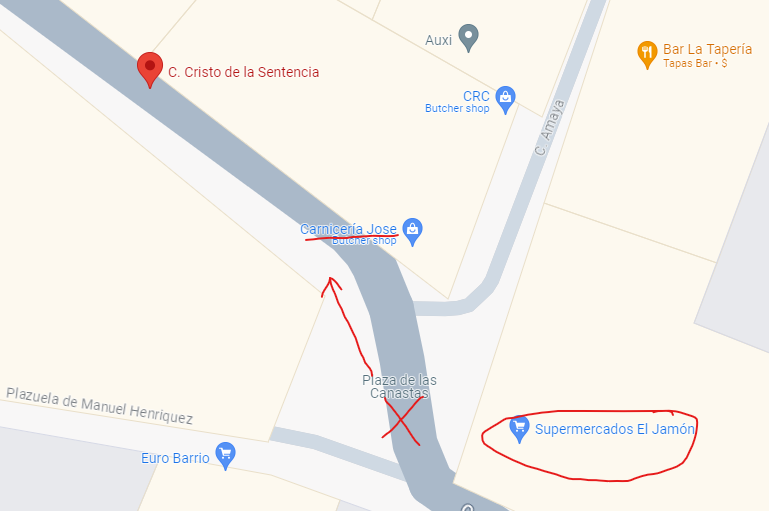 Auxi
Bar La Tapería
Tapas Bar • $
C. Cristo de la Sentencia
CRC
Butcher shop
C. Amaya
Carnicería Jose
Butcher shop
Plaza de las
Canastas
Plazuela de Manuel Henriquez
Supermercados El Jamón
Euro Barrio